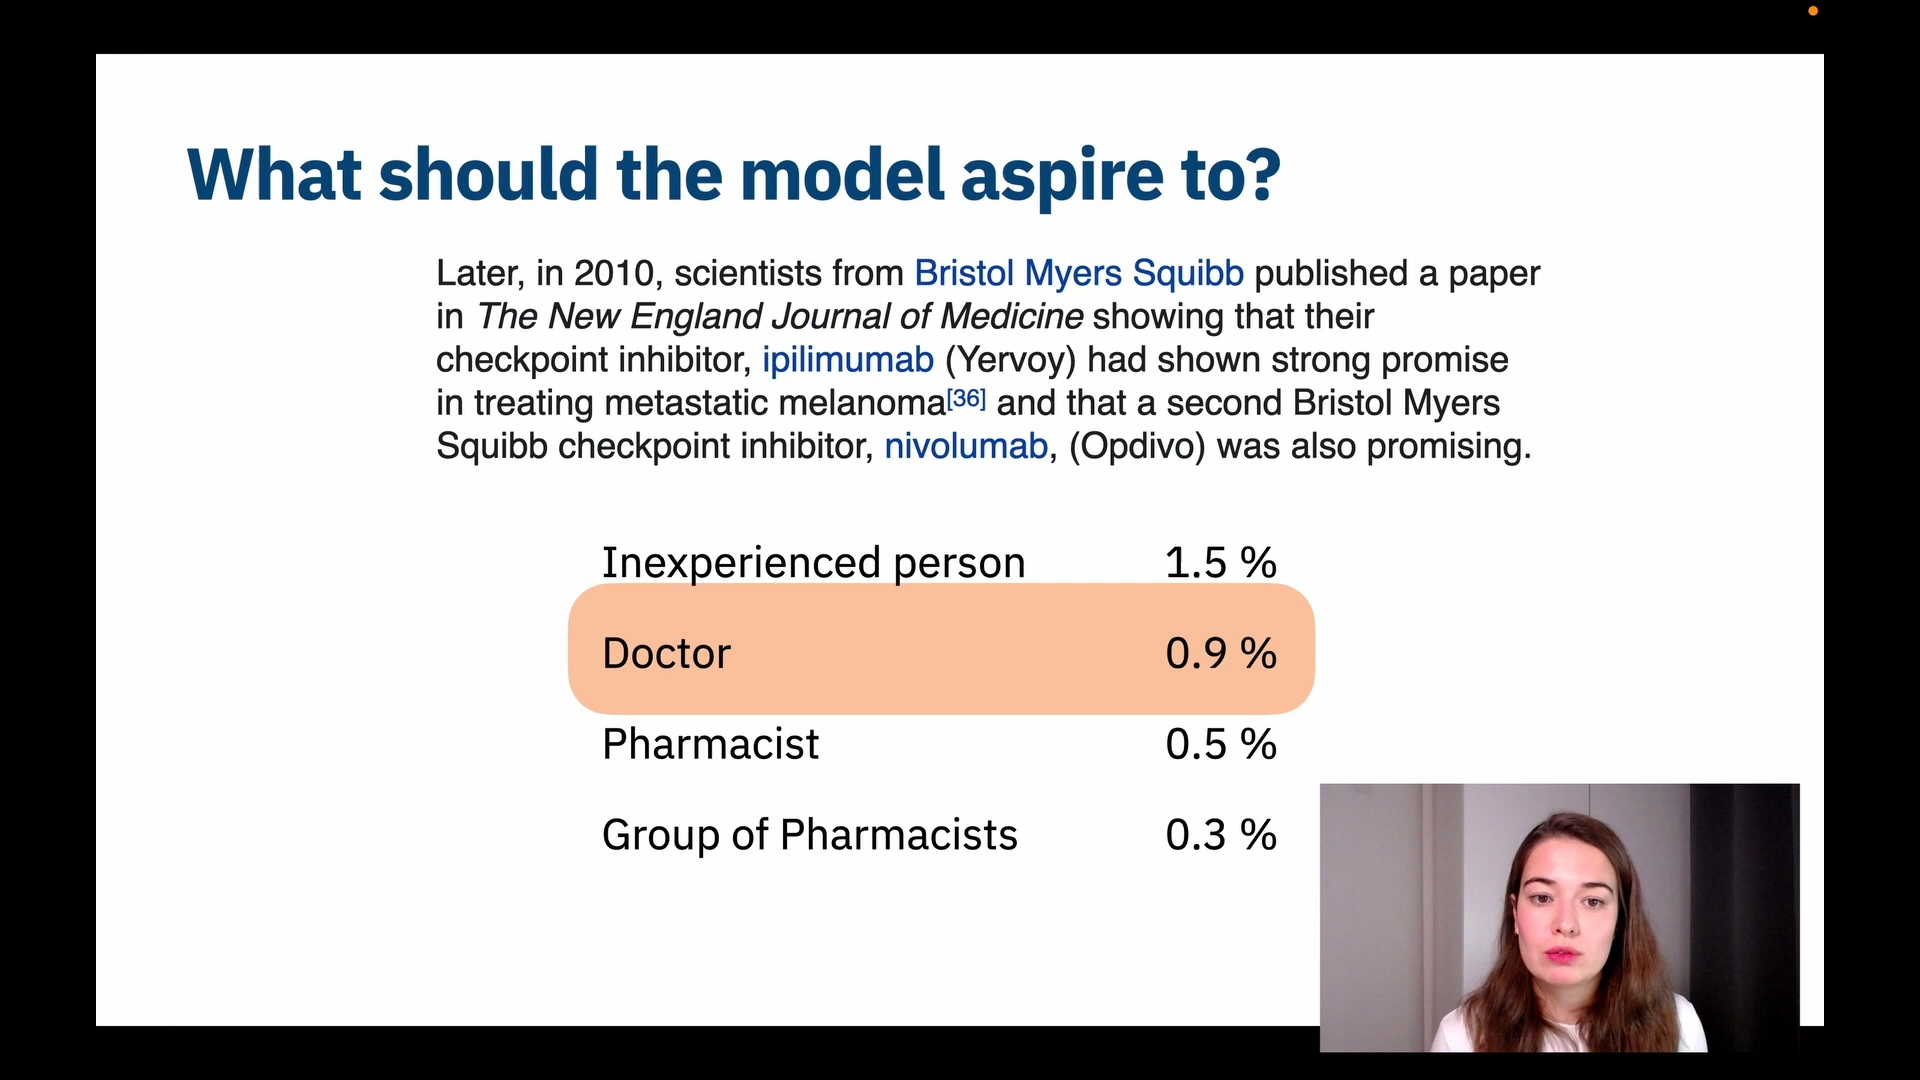 What should the model aspire to?
Later, in 2010, scientists from Bristol Myers Squibb published a paper
in The New England Journal of Medicine showing that their
checkpoint inhibitor, ipilimumab (Yervoy) had shown strong promise
in treating metastatic melanoma[36] and that a second Bristol Myers
Squibb checkpoint inhibitor, nivolumab, (Opdivo) was also promising.
Inexperienced person 1.5 %
Doctor 0.9 %
Pharmacist 0.5 %
Group of Pharmacists 0.3 %